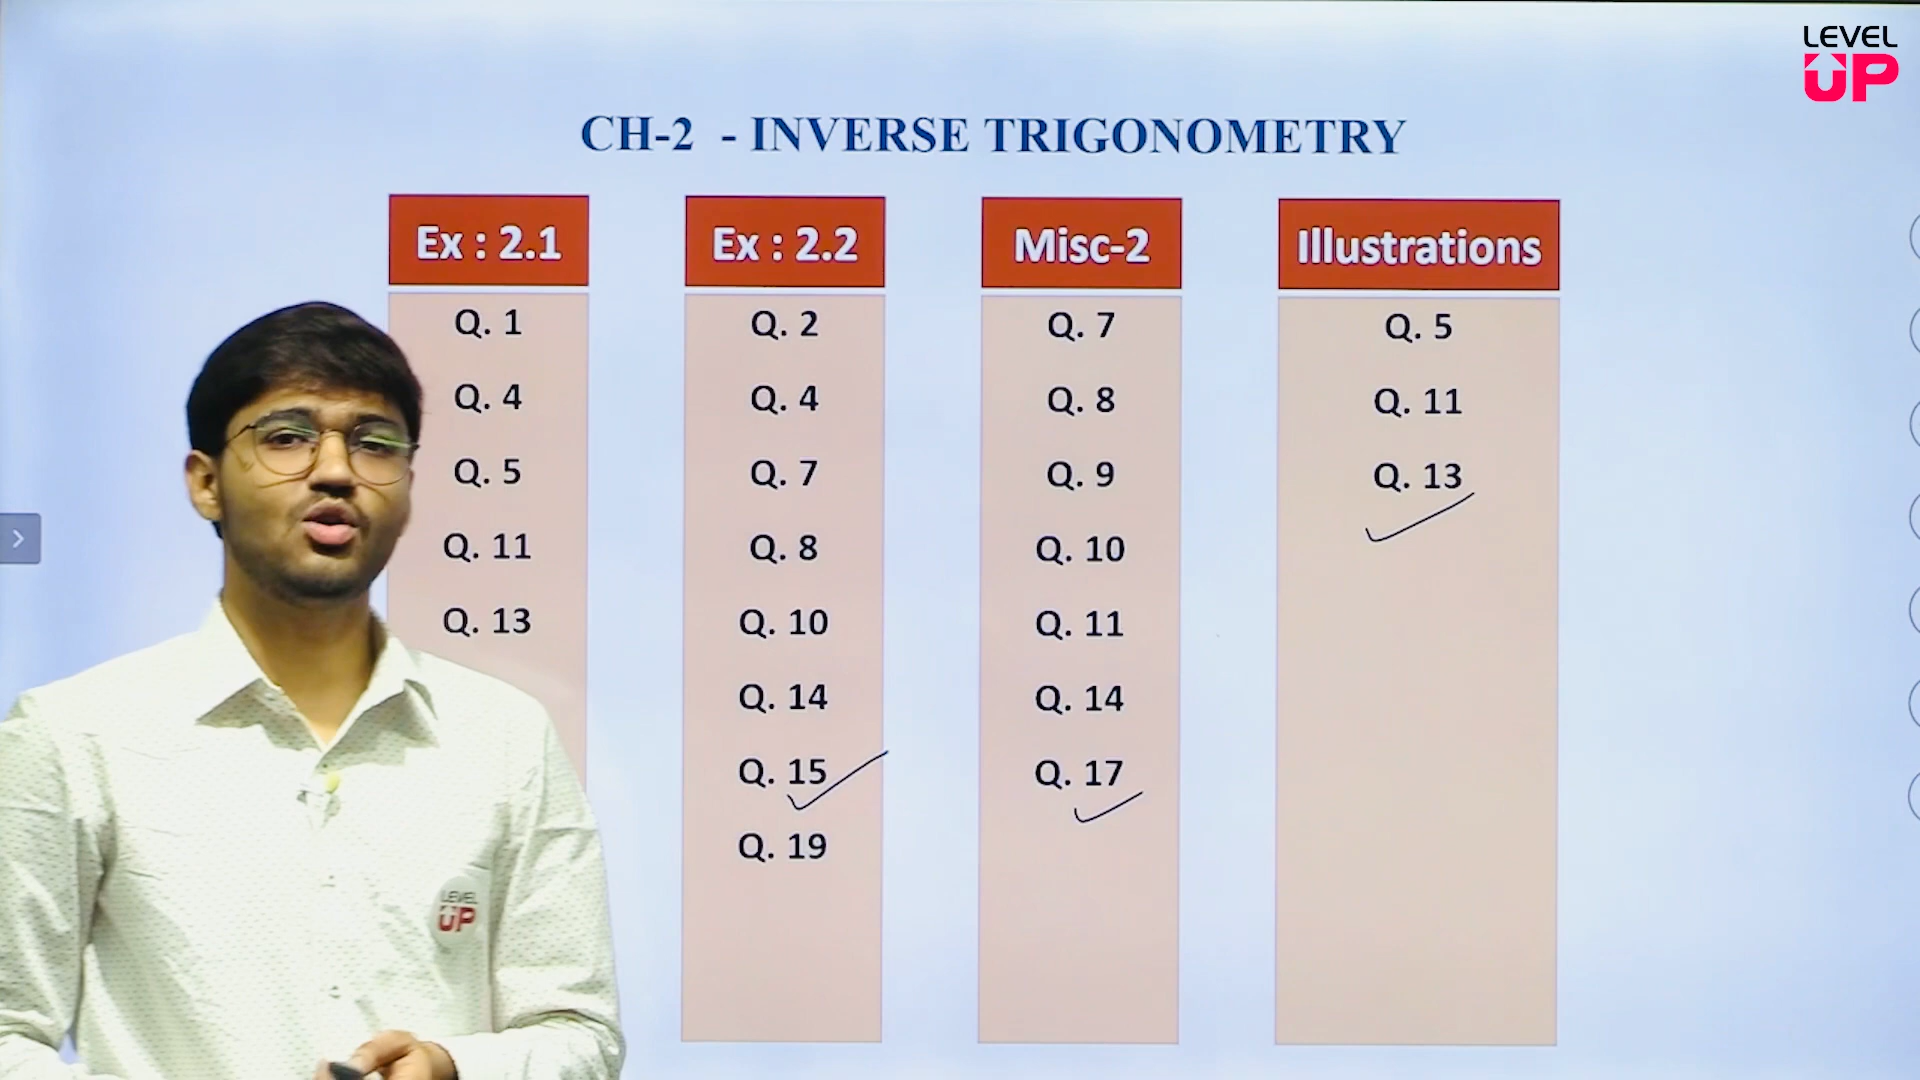 LEVEL
UP
CH-2 - INVERSE TRIGONOMETRY
Ex : 2.1
Q. 1
Q. 4
Q. 5
Q. 11
Q. 13
Ex : 2.2
Q. 2
Q. 4
Q. 7
Q. 8
Q. 10
Q. 14
Q. 15
Q. 19
Misc-2
Q. 7
Q. 8
Q. 9
Q. 10
Q. 11
Q. 14
Q. 17
Illustrations
Q. 5
Q. 11
Q. 13
LEVEL
UP